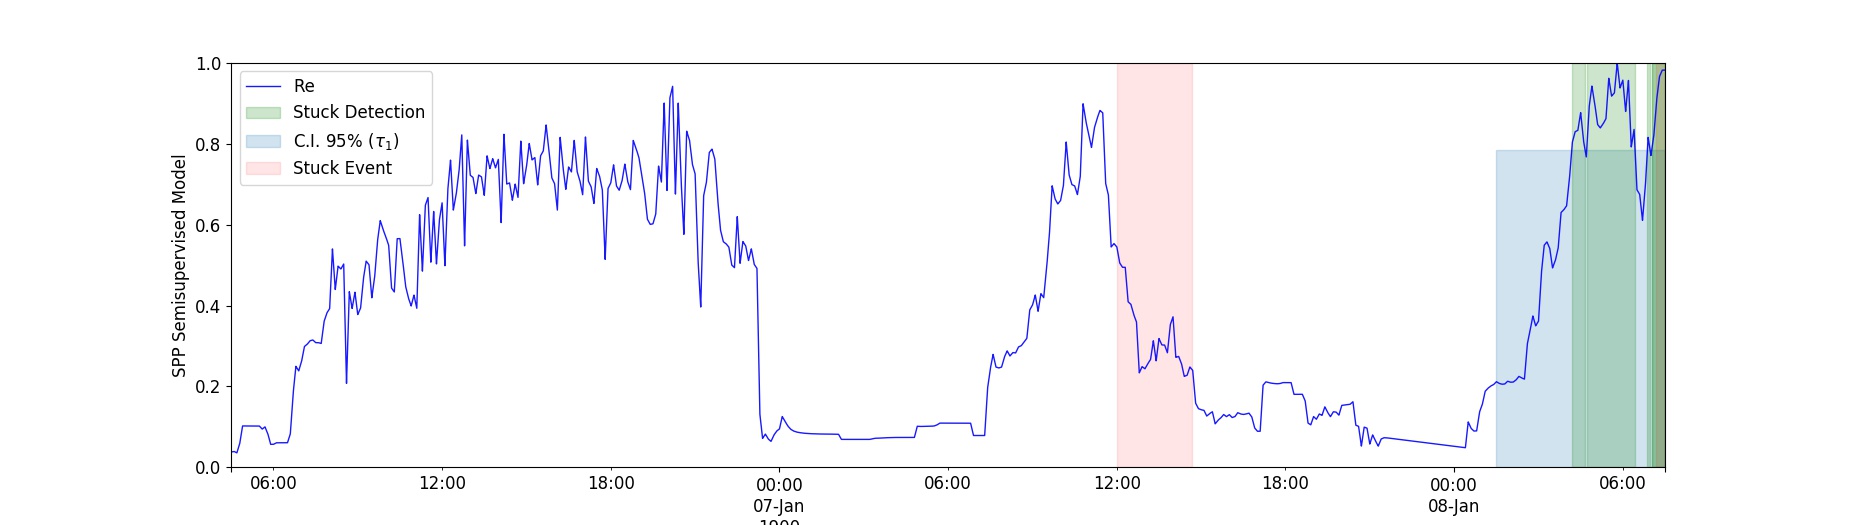 1.0
0.8
0.6
0.4
0.2
0.0
SPP Semisupervised Model
Re
Stuck Detection
C.I. 95% (τ1)
Stuck Event
06:00 12:00 18:00 00:00 06:00 12:00 18:00 00:00 06:00
07-Jan 08-Jan
1900